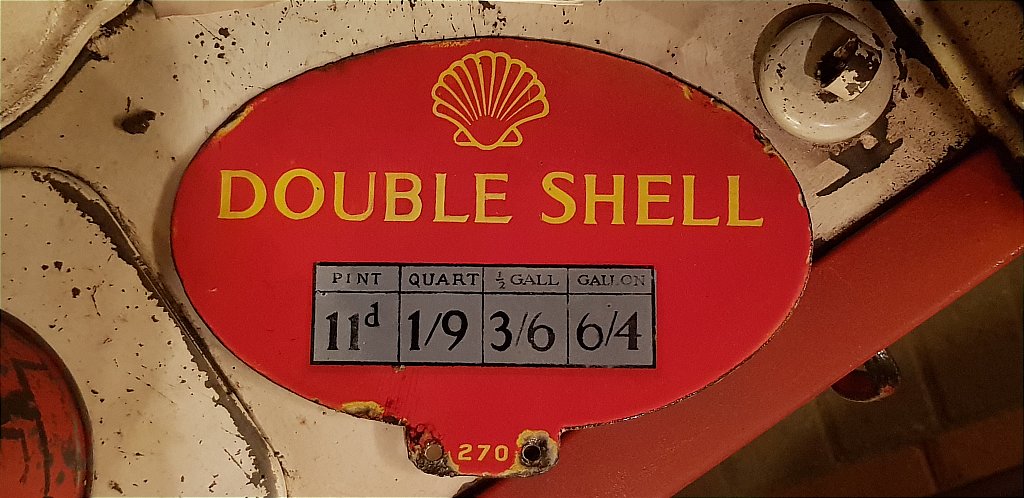 DOUBLE SHELL
PINT QUART ½ GALL GALLON
11d 1/9 3/6 6/4
270